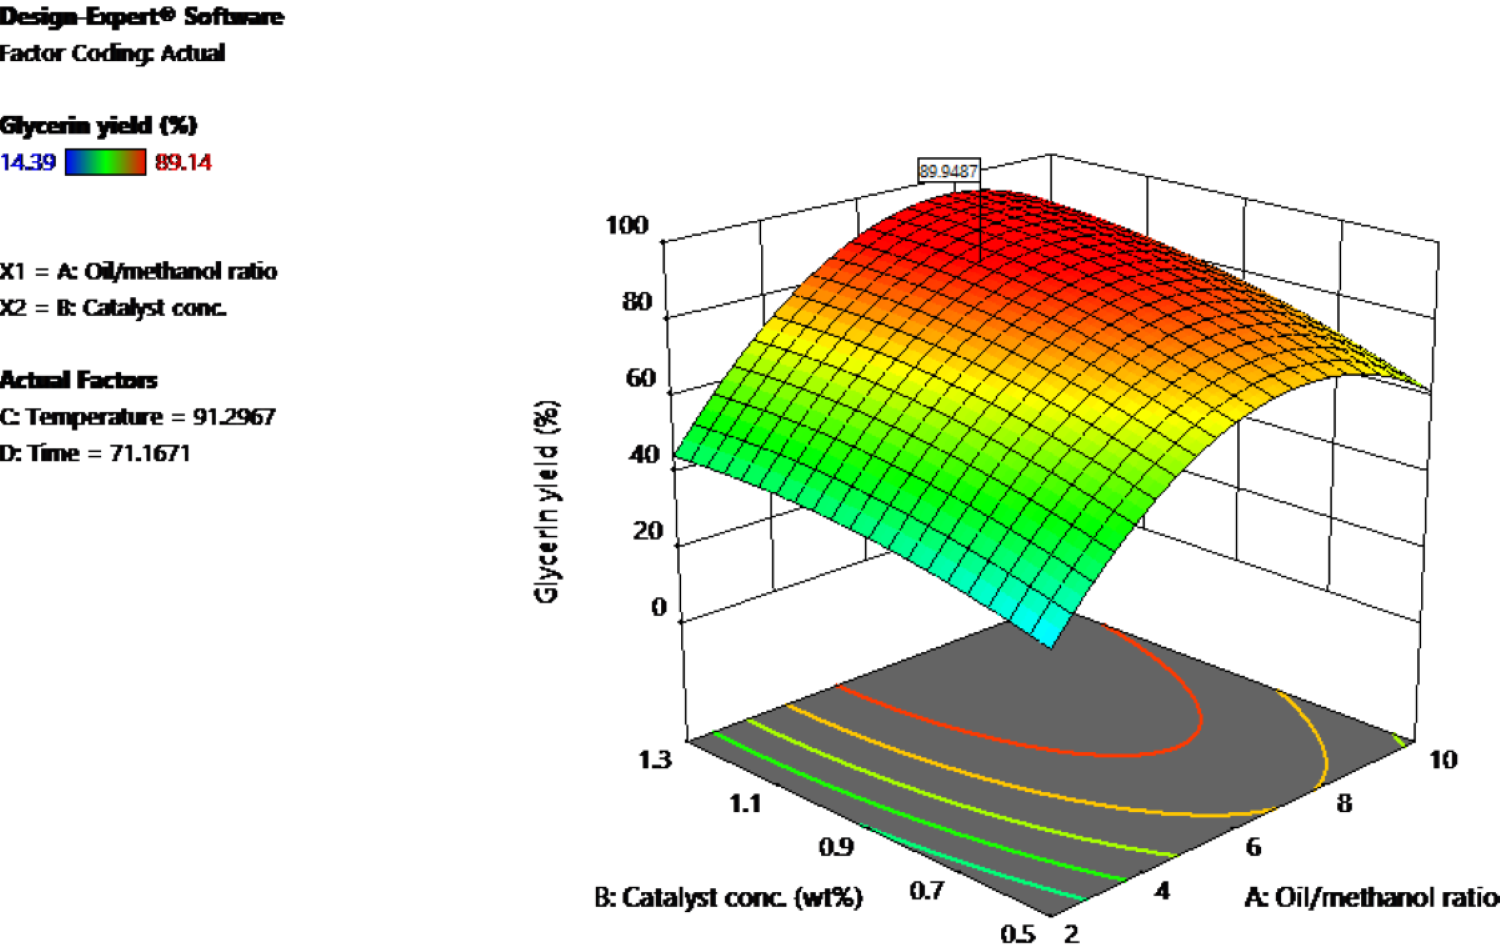 Design-Expert® Software
Factor Coding: Actual
Glycerin yield (%)
14.39 89.14
X1 = A: Oil/methanol ratio
X2 = B: Catalyst conc.
Actual Factors
C: Temperature = 91.2967
D: Time = 71.1671
89.9487
100
80
60
40
20
0
Glycerin yield (%)
1.3
1.1
0.9
0.7
0.5
B: Catalyst conc. (wt%)
2
4
6
8
10
A: Oil/methanol ratio